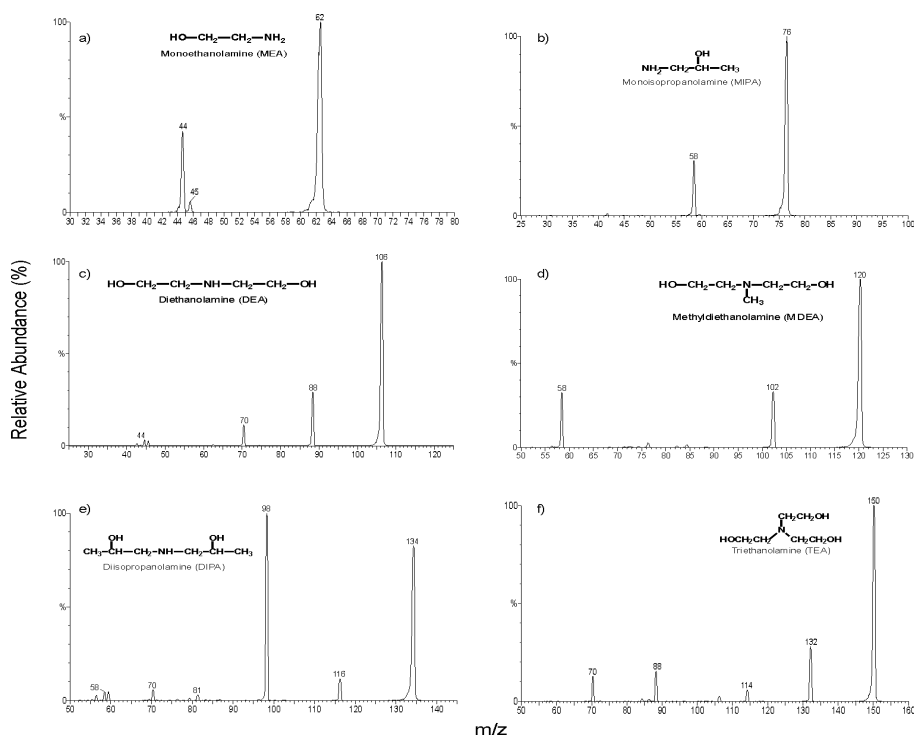 Relative Abundance (%)
a)
HO—CH₂—CH₂—NH₂
Monoethanolamine (MEA)
100
%
0
62
44
45
30 32 34 36 38 40 42 44 46 48 50 52 54 56 58 60 62 64 66 68 70 72 74 76 78 80
b)
OH
NH₂—CH₂—CH—CH₃
Monoisopropanolamine (MIPA)
100
%
0
76
58
25 30 35 40 45 50 55 60 65 70 75 80 85 90 95 100
c)
HO—CH₂—CH₂—NH—CH₂—CH₂—OH
Diethanolamine (DEA)
100
%
0
106
88
70
44
30 40 50 60 70 80 90 100 110 120
d)
HO—CH₂—CH₂—N—CH₂—CH₂—OH
CH₃
Methyldiethanolamine (MDEA)
100
%
0
120
102
58
50 55 60 65 70 75 80 85 90 95 100 105 110 115 120 125 130
e)
OH OH
CH₃—CH—CH₂—NH—CH₂—CH—CH₃
Diisopropanolamine (DIPA)
100
%
0
98
134
116
58
70
81
50 60 70 80 90 100 110 120 130 140
f)
CH₂CH₂OH
N
HOCH₂CH₂ CH₂CH₂OH
Triethanolamine (TEA)
100
%
0
150
132
114
88
70
50 60 70 80 90 100 110 120 130 140 150 160
m/z